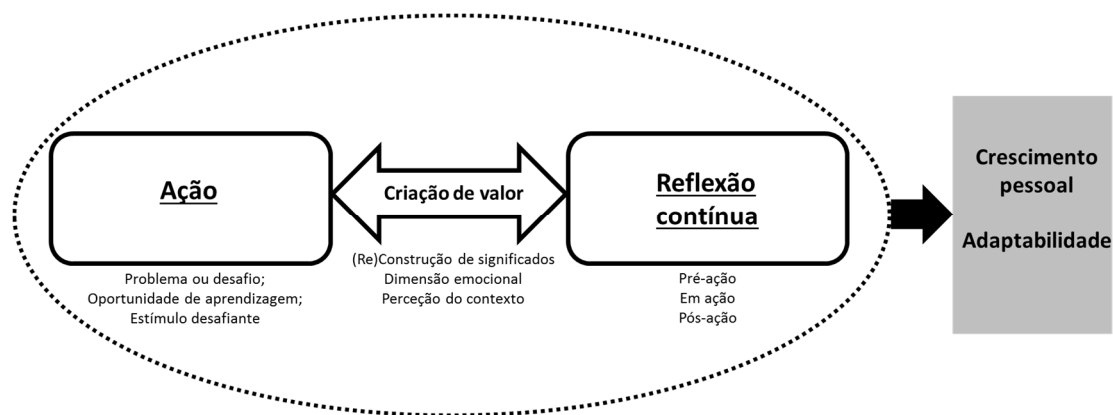 Ação
Problema ou desafio;
Oportunidade de aprendizagem;
Estímulo desafiante
Criação de valor
(Re)Construção de significados
Dimensão emocional
Perceção do contexto
Reflexão
contínua
Pré-ação
Em ação
Pós-ação
Crescimento
pessoal
Adaptabilidade